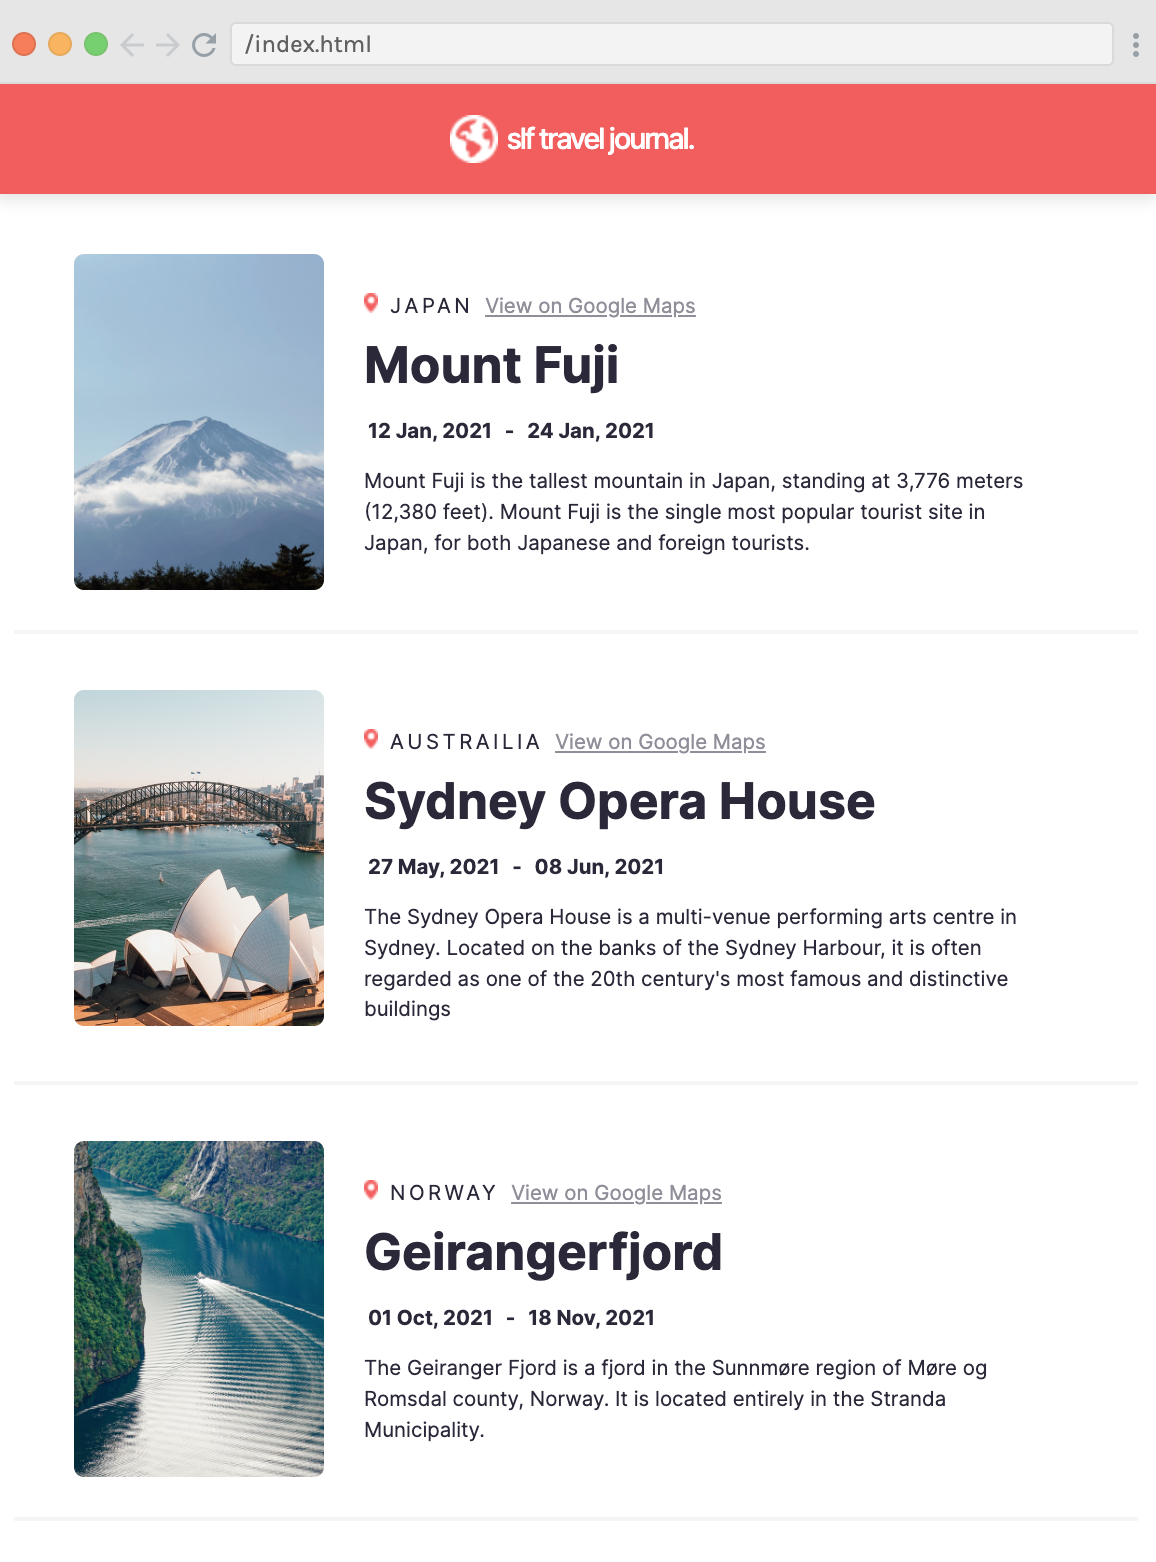 /index.html
slf travel journal.
JAPAN View on Google Maps
Mount Fuji
12 Jan, 2021 - 24 Jan, 2021
Mount Fuji is the tallest mountain in Japan, standing at 3,776 meters
(12,380 feet). Mount Fuji is the single most popular tourist site in
Japan, for both Japanese and foreign tourists.
AUSTRAILIA View on Google Maps
Sydney Opera House
27 May, 2021 - 08 Jun, 2021
The Sydney Opera House is a multi-venue performing arts centre in
Sydney. Located on the banks of the Sydney Harbour, it is often
regarded as one of the 20th century's most famous and distinctive
buildings
NORWAY View on Google Maps
Geirangerfjord
01 Oct, 2021 - 18 Nov, 2021
The Geiranger Fjord is a fjord in the Sunnmøre region of Møre og
Romsdal county, Norway. It is located entirely in the Stranda
Municipality.